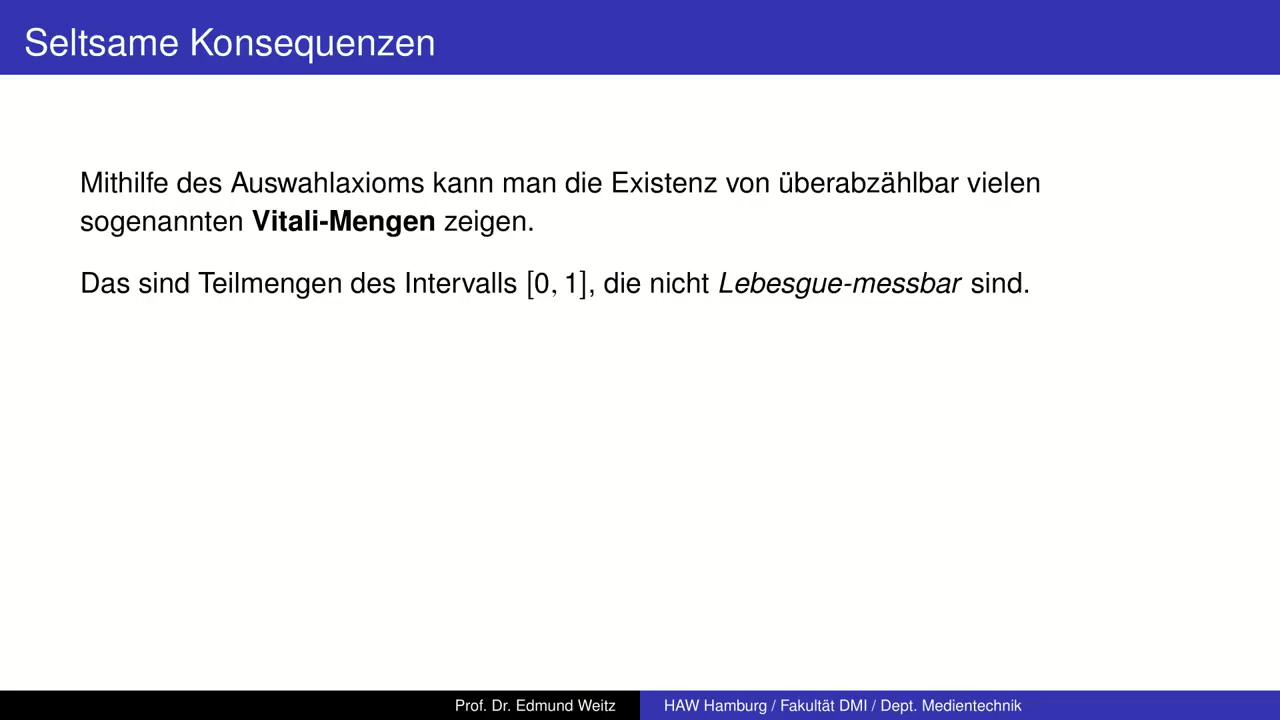 Seltsame Konsequenzen
Mithilfe des Auswahlaxioms kann man die Existenz von überabzählbar vielen
sogenannten Vitali-Mengen zeigen.
Das sind Teilmengen des Intervalls [0, 1], die nicht Lebesgue-messbar sind.
Prof. Dr. Edmund Weitz
HAW Hamburg / Fakultät DMI / Dept. Medientechnik